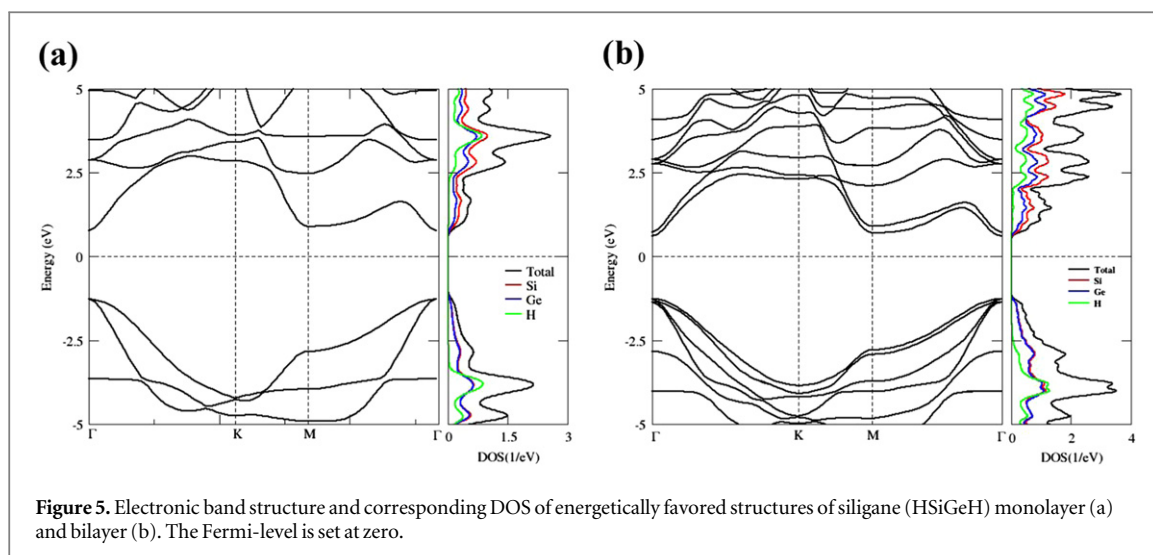 (a)
5
2.5
0
-2.5
-5
Energy (eV)
Γ
K
M
Γ
0
1.5
3
DOS(1/eV)
Total
Si
Ge
H
(b)
5
2.5
0
-2.5
-5
Energy (eV)
Γ
K
M
Γ
0
2
4
DOS(1/eV)
Total
Si
Ge
H
Figure 5. Electronic band structure and corresponding DOS of energetically favored structures of siligane (HSiGeH) monolayer (a)
and bilayer (b). The Fermi-level is set at zero.